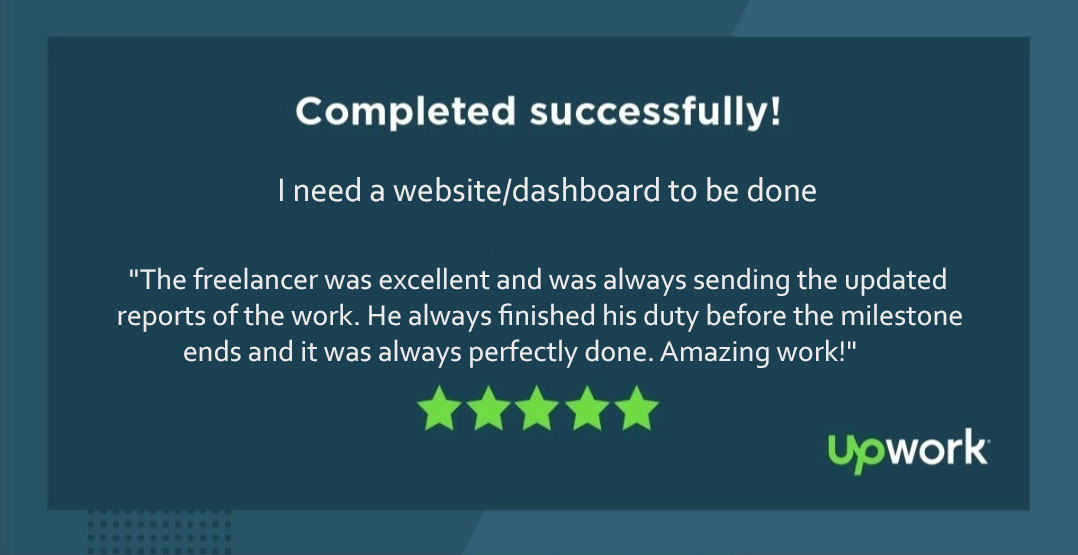 Completed successfully!
I need a website/dashboard to be done
"The freelancer was excellent and was always sending the updated
reports of the work. He always finished his duty before the milestone
ends and it was always perfectly done. Amazing work!"
upwork